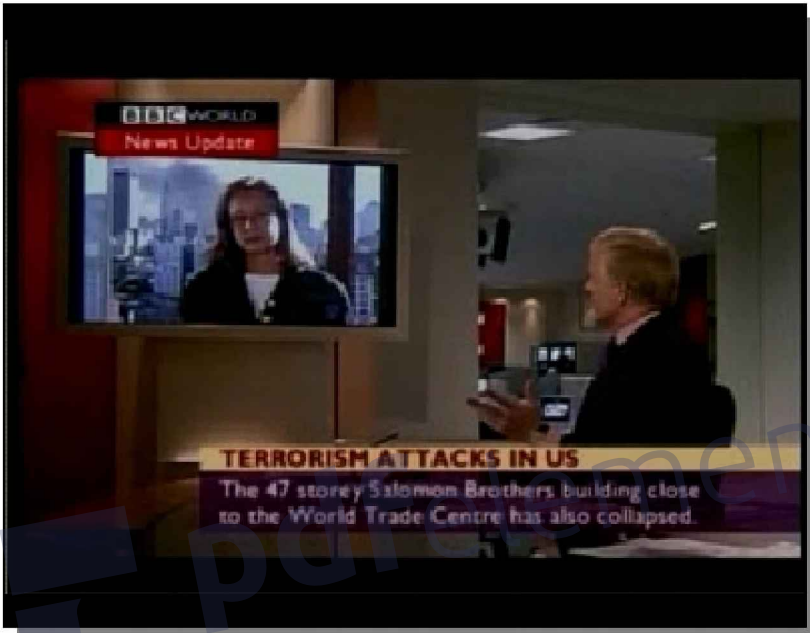 BBC WORLD
News Update
TERRORISM ATTACKS IN US
The 47 storey Salomon Brothers building close
to the World Trade Centre has also collapsed.
pdfelement